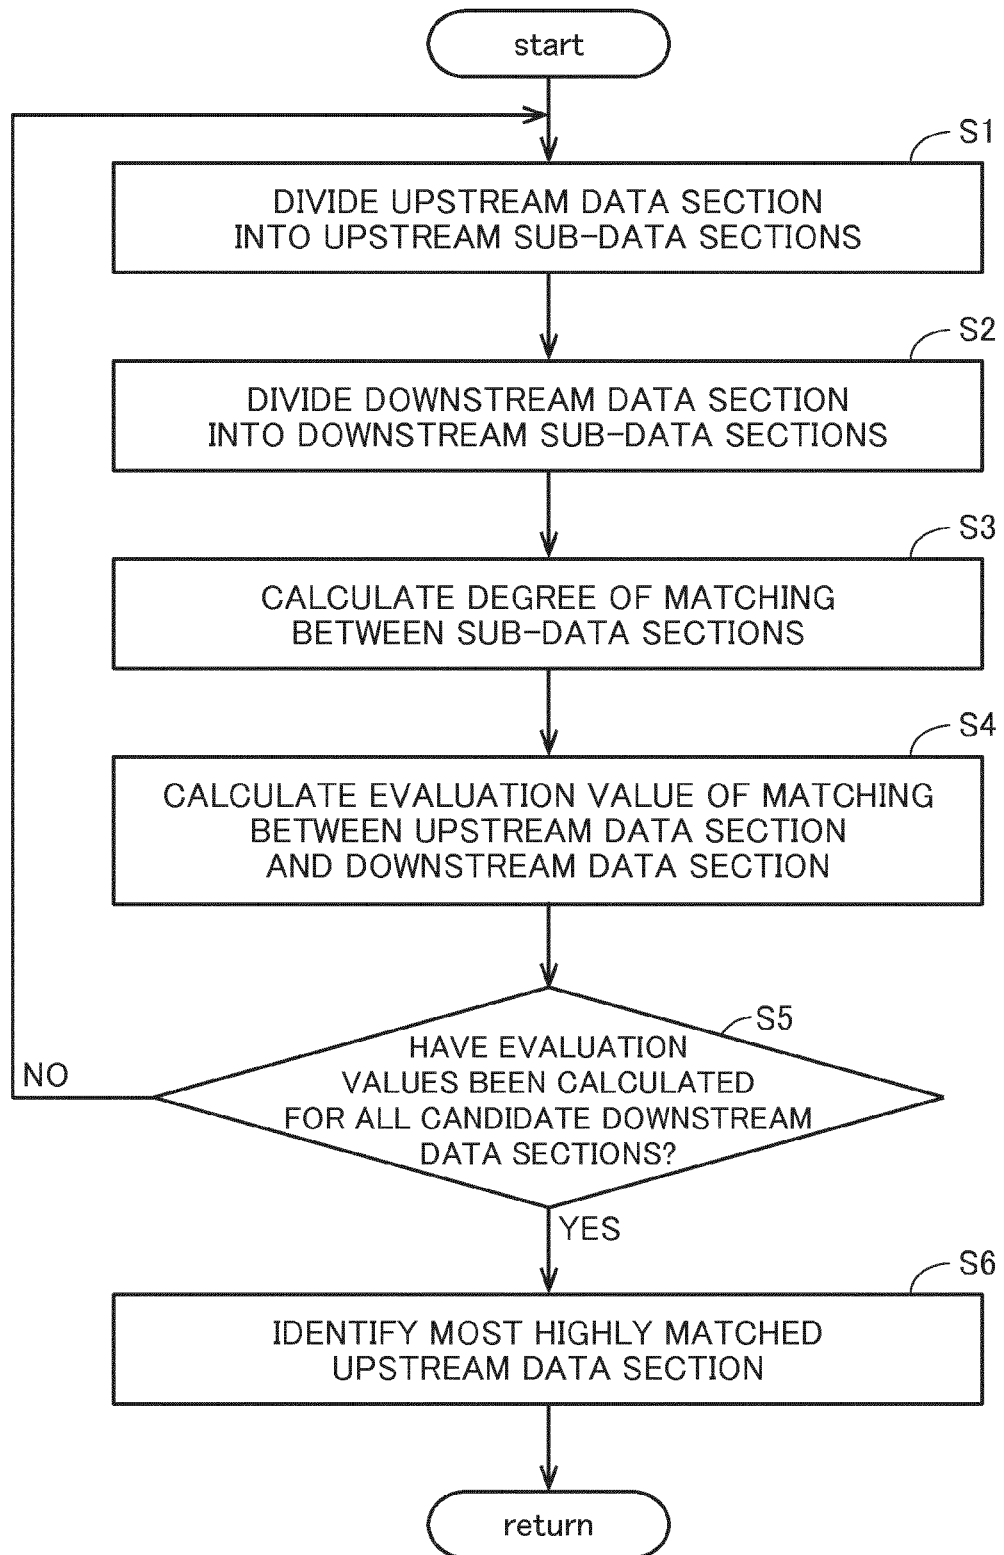 start
S1
DIVIDE UPSTREAM DATA SECTION
INTO UPSTREAM SUB-DATA SECTIONS
S2
DIVIDE DOWNSTREAM DATA SECTION
INTO DOWNSTREAM SUB-DATA SECTIONS
S3
CALCULATE DEGREE OF MATCHING
BETWEEN SUB-DATA SECTIONS
S4
CALCULATE EVALUATION VALUE OF MATCHING
BETWEEN UPSTREAM DATA SECTION
AND DOWNSTREAM DATA SECTION
S5
HAVE EVALUATION
VALUES BEEN CALCULATED
FOR ALL CANDIDATE DOWNSTREAM
DATA SECTIONS?
NO
YES
S6
IDENTIFY MOST HIGHLY MATCHED
UPSTREAM DATA SECTION
return